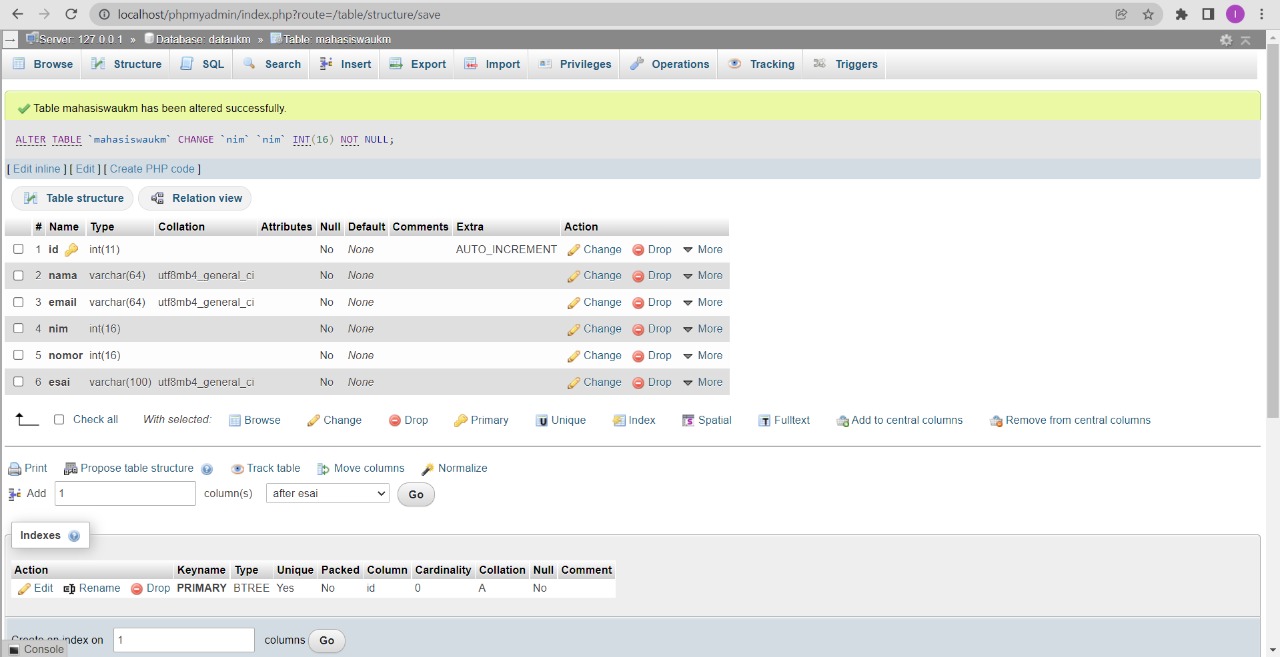 localhost/phpmyadmin/index.php?route=/table/structure/save
I
Server: 127.0.0.1 » Database: dataukm » Table: mahasiswaukm
Browse Structure SQL Search Insert Export Import Privileges Operations Tracking Triggers
Table mahasiswaukm has been altered successfully.
ALTER TABLE `mahasiswaukm` CHANGE `nim` `nim` INT(16) NOT NULL;
[ Edit inline ] [ Edit ] [ Create PHP code ]
Table structure Relation view
# Name Type Collation Attributes Null Default Comments Extra Action
1 id int(11) No None AUTO_INCREMENT Change Drop More
2 nama varchar(64) utf8mb4_general_ci No None Change Drop More
3 email varchar(64) utf8mb4_general_ci No None Change Drop More
4 nim int(16) No None Change Drop More
5 nomor int(16) No None Change Drop More
6 esai varchar(100) utf8mb4_general_ci No None Change Drop More
Check all With selected: Browse Change Drop Primary Unique Index Spatial Fulltext Add to central columns Remove from central columns
Print Propose table structure Track table Move columns Normalize
Add 1 column(s) after esai Go
Indexes
Action Keyname Type Unique Packed Column Cardinality Collation Null Comment
Edit Rename Drop PRIMARY BTREE Yes No id 0 A No
Create an index on 1 columns Go
Console